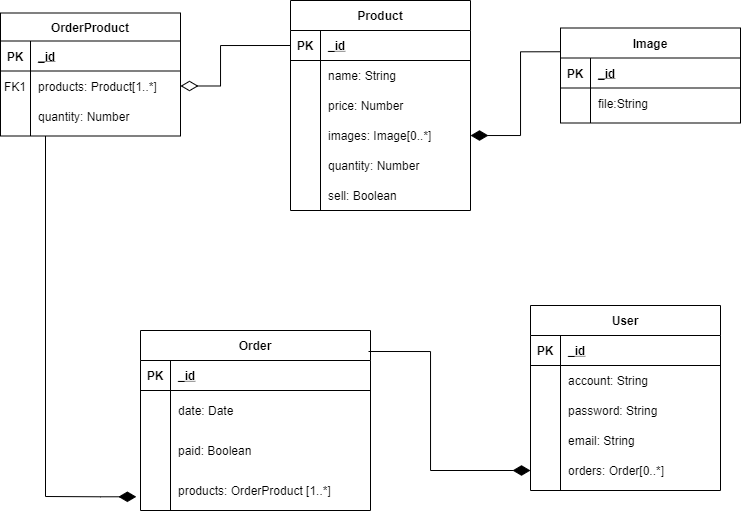 OrderProduct
PK _id
FK1 products: Product[1..*]
quantity: Number
Product
PK _id
name: String
price: Number
images: Image[0..*]
quantity: Number
sell: Boolean
Image
PK _id
file:String
Order
PK _id
date: Date
paid: Boolean
products: OrderProduct [1..*]
User
PK _id
account: String
password: String
email: String
orders: Order[0..*]